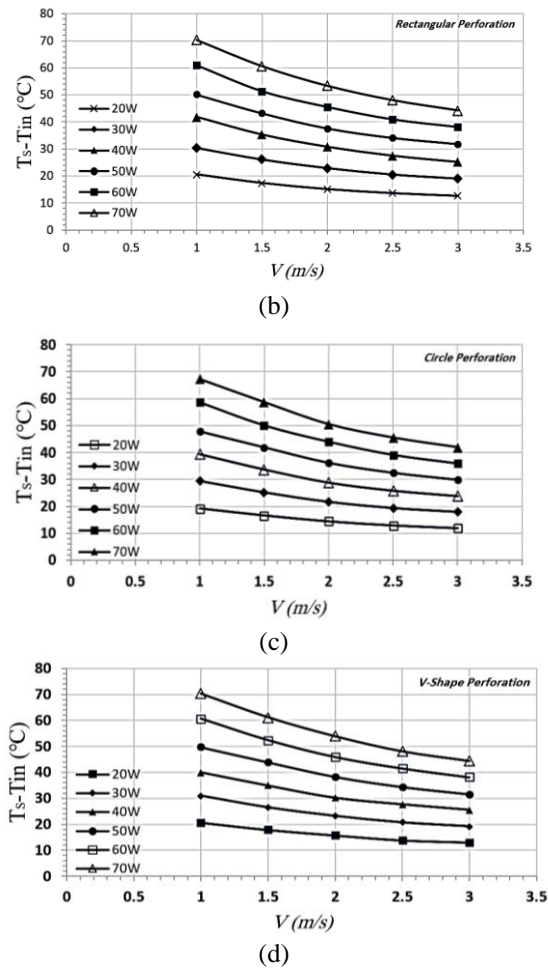 Rectangular Perforation
80
70
60
50
40
30
20
10
0
Ts-Tin (°C)
20W
30W
40W
50W
60W
70W
0 0.5 1 1.5 2 2.5 3 3.5
V (m/s)
(b)
Circle Perforation
80
70
60
50
40
30
20
10
0
Ts-Tin (°C)
20W
30W
40W
50W
60W
70W
0 0.5 1 1.5 2 2.5 3 3.5
V (m/s)
(c)
V-Shape Perforation
80
70
60
50
40
30
20
10
0
Ts-Tin (°C)
20W
30W
40W
50W
60W
70W
0 0.5 1 1.5 2 2.5 3 3.5
V (m/s)
(d)